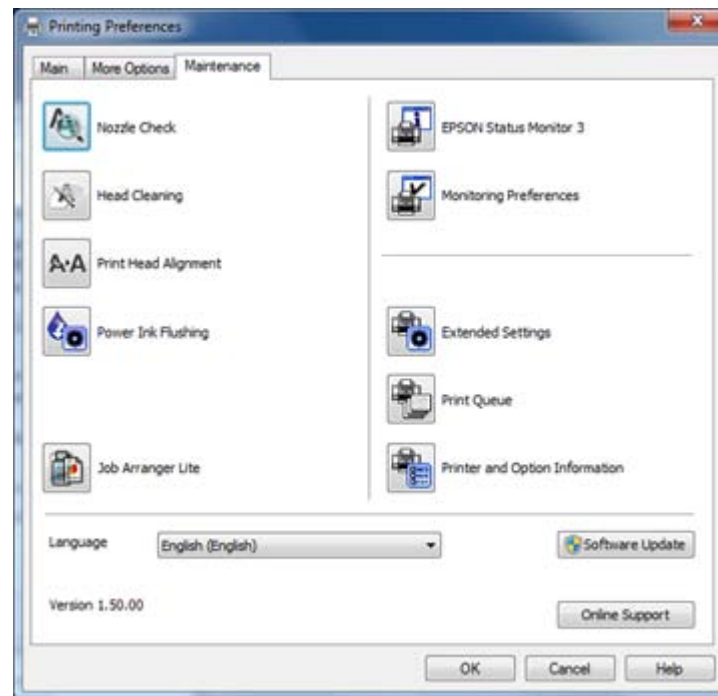 Printing Preferences
Main
More Options
Maintenance
Nozzle Check
Head Cleaning
A·A Print Head Alignment
Power Ink Flushing
Job Arranger Lite
EPSON Status Monitor 3
Monitoring Preferences
Extended Settings
Print Queue
Printer and Option Information
Language
English (English)
Software Update
Version 1.50.00
Online Support
OK
Cancel
Help